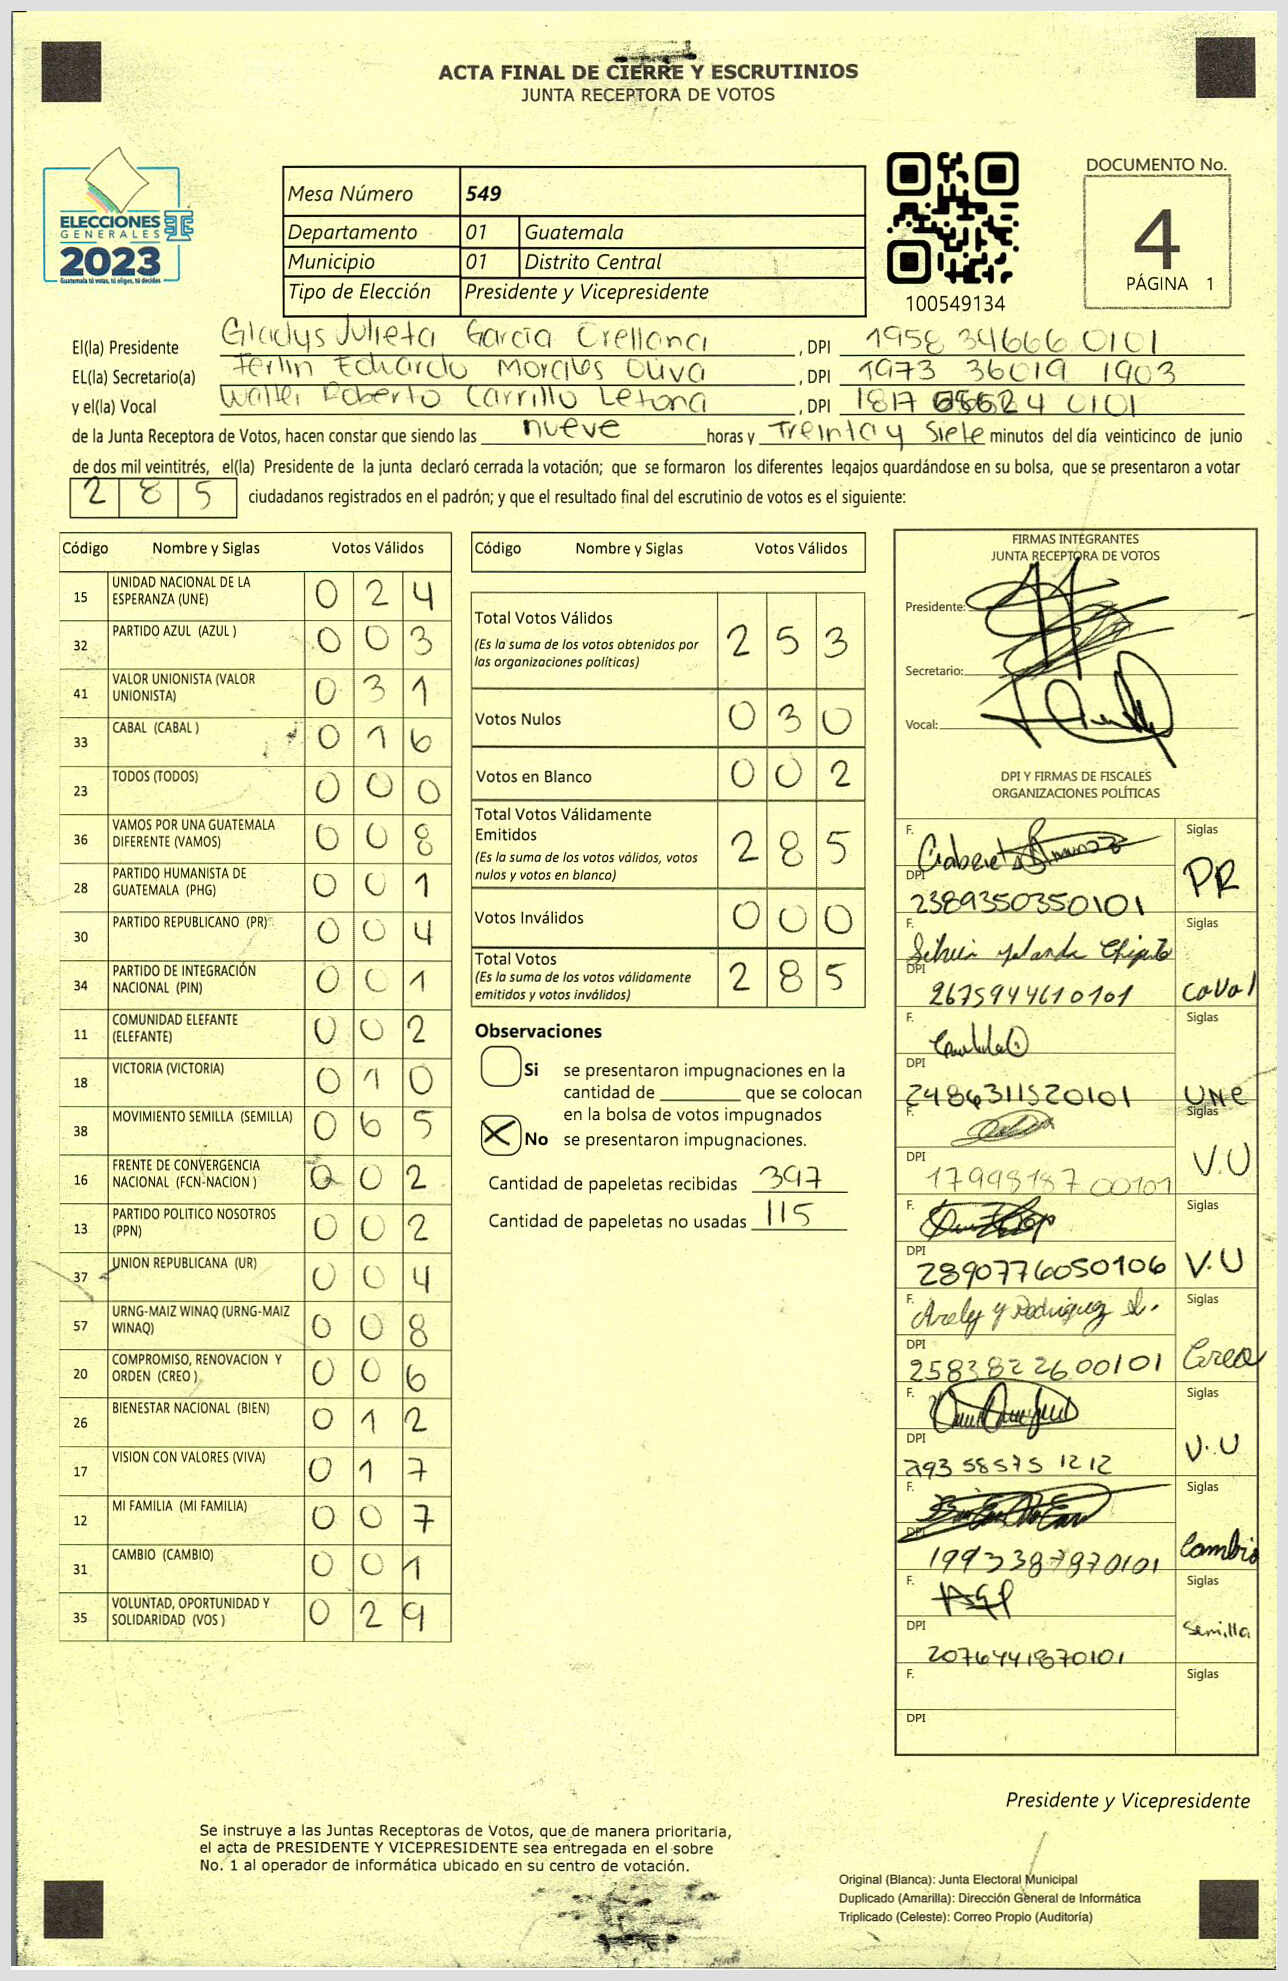 ACTA FINAL DE CIERRE Y ESCRUTINIOS
JUNTA RECEPTORA DE VOTOS
ELECCIONES
GENERALES
2023
Guatemala tú votas, tú eliges, tú decides
Mesa Número 549
Departamento 01 Guatemala
Municipio 01 Distrito Central
Tipo de Elección Presidente y Vicepresidente
100549134
DOCUMENTO No.
4
PÁGINA 1
El(la) Presidente Gladys Julieta García Orellana, DPI 1958 34666 0101
EL(la) Secretario(a) Ferlin Eduardo Morales Oliva, DPI 1973 36019 1903
y el(la) Vocal Walter Roberto Carrillo Letona, DPI 1817 0101
de la Junta Receptora de Votos, hacen constar que siendo las nueve horas y Treinta y Siete minutos del día veinticinco de junio
de dos mil veintitrés, el(la) Presidente de la junta declaró cerrada la votación; que se formaron los diferentes legajos guardándose en su bolsa, que se presentaron a votar
285 ciudadanos registrados en el padrón; y que el resultado final del escrutinio de votos es el siguiente:
Código Nombre y Siglas Votos Válidos
15 UNIDAD NACIONAL DE LA ESPERANZA (UNE) 0 2 4
32 PARTIDO AZUL (AZUL ) 0 0 3
41 VALOR UNIONISTA (VALOR UNIONISTA) 0 3 1
33 CABAL (CABAL ) 0 1 6
23 TODOS (TODOS) 0 0 0
36 VAMOS POR UNA GUATEMALA DIFERENTE (VAMOS) 0 0 8
28 PARTIDO HUMANISTA DE GUATEMALA (PHG) 0 0 1
30 PARTIDO REPUBLICANO (PR) 0 0 4
34 PARTIDO DE INTEGRACIÓN NACIONAL (PIN) 0 0 1
11 COMUNIDAD ELEFANTE (ELEFANTE) 0 0 2
18 VICTORIA (VICTORIA) 0 1 0
38 MOVIMIENTO SEMILLA (SEMILLA) 0 6 5
16 FRENTE DE CONVERGENCIA NACIONAL (FCN-NACION ) 0 0 2
13 PARTIDO POLITICO NOSOTROS (PPN) 0 0 2
37 UNION REPUBLICANA (UR) 0 0 4
57 URNG-MAIZ WINAQ (URNG-MAIZ WINAQ) 0 0 8
20 COMPROMISO, RENOVACION Y ORDEN (CREO ) 0 0 6
26 BIENESTAR NACIONAL (BIEN) 0 1 2
17 VISION CON VALORES (VIVA) 0 1 7
12 MI FAMILIA (MI FAMILIA) 0 0 7
31 CAMBIO (CAMBIO) 0 0 1
35 VOLUNTAD, OPORTUNIDAD Y SOLIDARIDAD (VOS ) 0 2 9
Código Nombre y Siglas Votos Válidos
Total Votos Válidos 2 5 3
(Es la suma de los votos obtenidos por
las organizaciones políticas)
Votos Nulos 0 3 0
Votos en Blanco 0 0 2
Total Votos Válidamente
Emitidos 2 8 5
(Es la suma de los votos válidos, votos
nulos y votos en blanco)
Votos Inválidos 0 0 0
Total Votos 2 8 5
(Es la suma de los votos válidamente
emitidos y votos inválidos)
Observaciones
Si se presentaron impugnaciones en la
cantidad de ________ que se colocan
en la bolsa de votos impugnados
X No se presentaron impugnaciones.
Cantidad de papeletas recibidas 397
Cantidad de papeletas no usadas 115
FIRMAS INTEGRANTES
JUNTA RECEPTORA DE VOTOS
Presidente:
Secretario:
Vocal:
DPI Y FIRMAS DE FISCALES
ORGANIZACIONES POLÍTICAS
F. Siglas PR
DPI 2389350350101
F. Silvia Yolanda Siglas CaVal
DPI 2675944610101
F. Siglas UNE
DPI 2486311520101
F. Siglas V.U
DPI 17998187 00101
F. Siglas V.U
DPI 2890776050106
F. Arely y Rodriguez Siglas Creo
DPI 2583822600101
F. Siglas V.U
DPI 793 58575 1212
F. Siglas Cambio
DPI 1993387870101
F. Siglas Semilla
DPI 2076441870101
F. Siglas
DPI
Presidente y Vicepresidente
Se instruye a las Juntas Receptoras de Votos, que de manera prioritaria,
el acta de PRESIDENTE Y VICEPRESIDENTE sea entregada en el sobre
No. 1 al operador de informática ubicado en su centro de votación.
Original (Blanca): Junta Electoral Municipal
Duplicado (Amarilla): Dirección General de Informática
Triplicado (Celeste): Correo Propio (Auditoría)